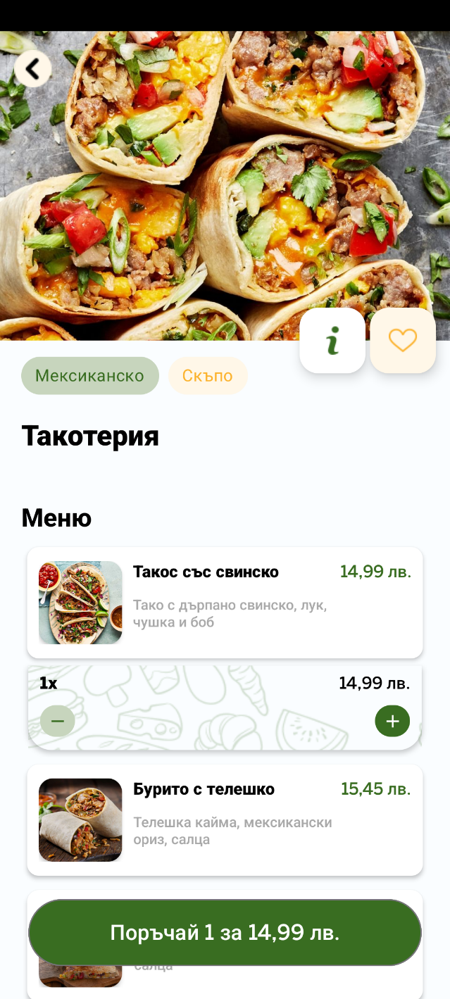 i
Мексиканско
Скъпо
Такотерия
Меню
Такос със свинско
14,99 лв.
Тако с дърпано свинско, лук,
чушка и боб
1x
14,99 лв.
Бурито с телешко
15,45 лв.
Телешка кайма, мексикански
ориз, салца
Поръчай 1 за 14,99 лв.
салца